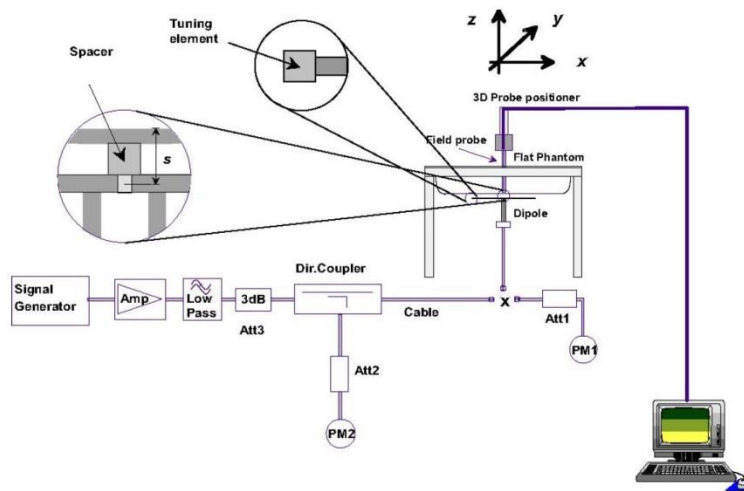 Tuning
element
Spacer
s
z
y
x
3D Probe positioner
Field probe
Flat Phantom
Dipole
Signal
Generator
Amp
Low
Pass
3dB
Att3
Dir.Coupler
Cable
x
Att1
PM1
Att2
PM2